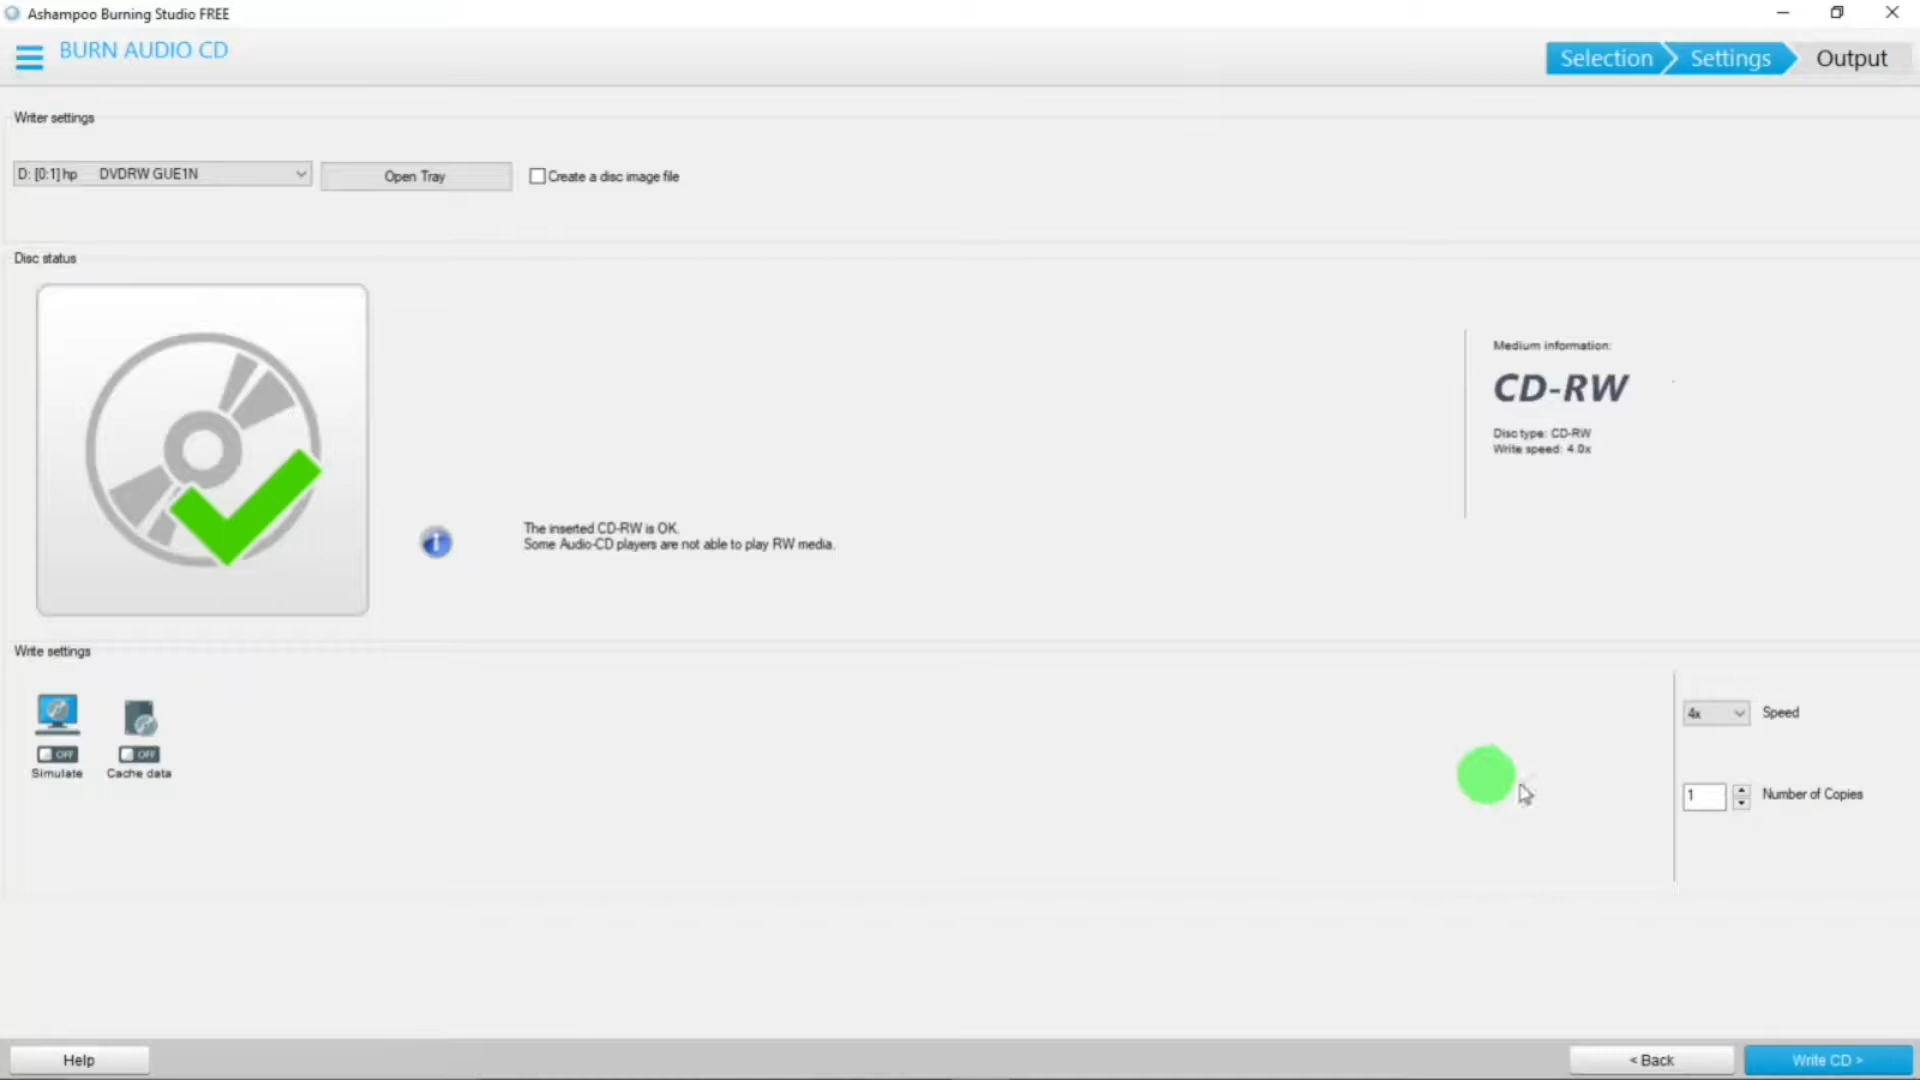 Ashampoo Burning Studio FREE
BURN AUDIO CD
Selection
Settings
Output
Writer settings
D: [0:1] hp DVDRW GUE1N
Open Tray
Create a disc image file
Disc status
Medium information:
CD-RW
Disc type: CD-RW
Write speed: 4.0x
The inserted CD-RW is OK.
Some Audio-CD players are not able to play RW media.
Write settings
OFF
Simulate
OFF
Cache data
4x
Speed
1
Number of Copies
Help
< Back
Write CD >